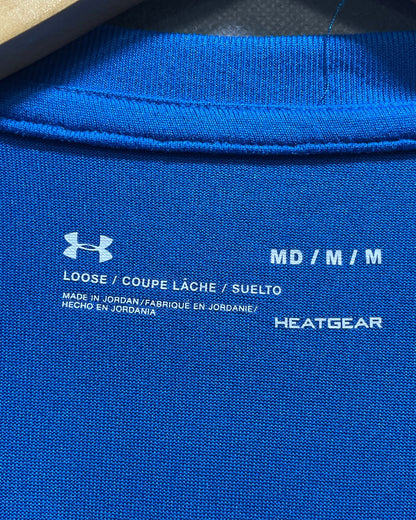 MD / M / M
LOOSE / COUPE LÂCHE / SUELTO
MADE IN JORDAN/FABRIQUÉ EN JORDANIE/
HECHO EN JORDANIA
HEATGEAR